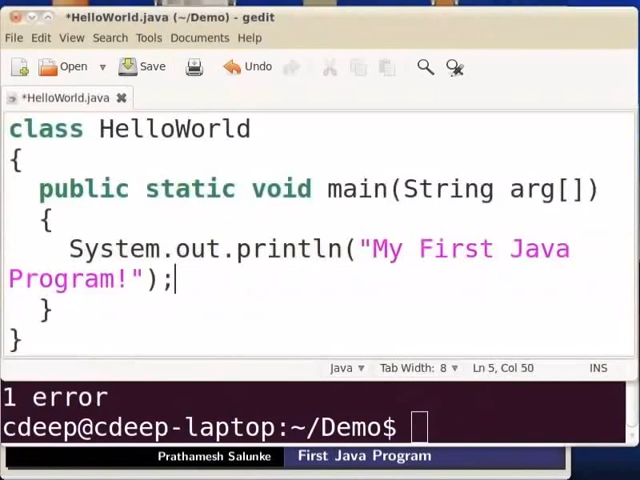 *HelloWorld.java (~/Demo) - gedit
File Edit View Search Tools Documents Help
Open Save Undo
*HelloWorld.java
class HelloWorld
{
public static void main(String arg[])
{
System.out.println("My First Java
Program!");
}
}
Java Tab Width: 8 Ln 5, Col 50 INS
1 error
cdeep@cdeep-laptop:~/Demo$
Prathamesh Salunke First Java Program